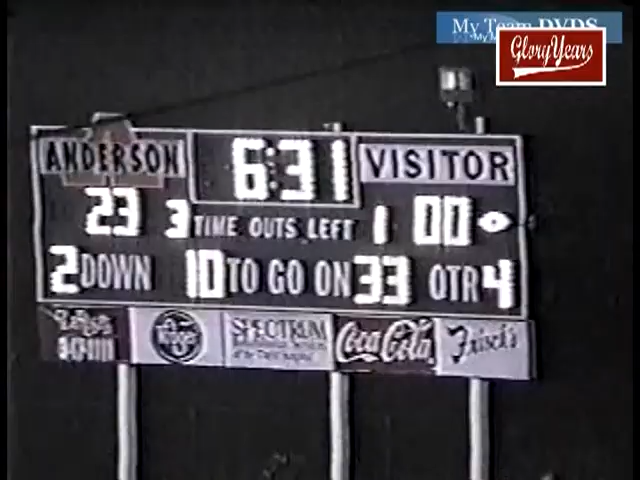 My Team DVDS
Glory Years
ANDERSON 6:31 VISITOR
23 3 TIME OUTS LEFT 1 00
2 DOWN 10 TO GO ON 33 QTR 4
Kroger SPECTRUM Coca-Cola Frisch's